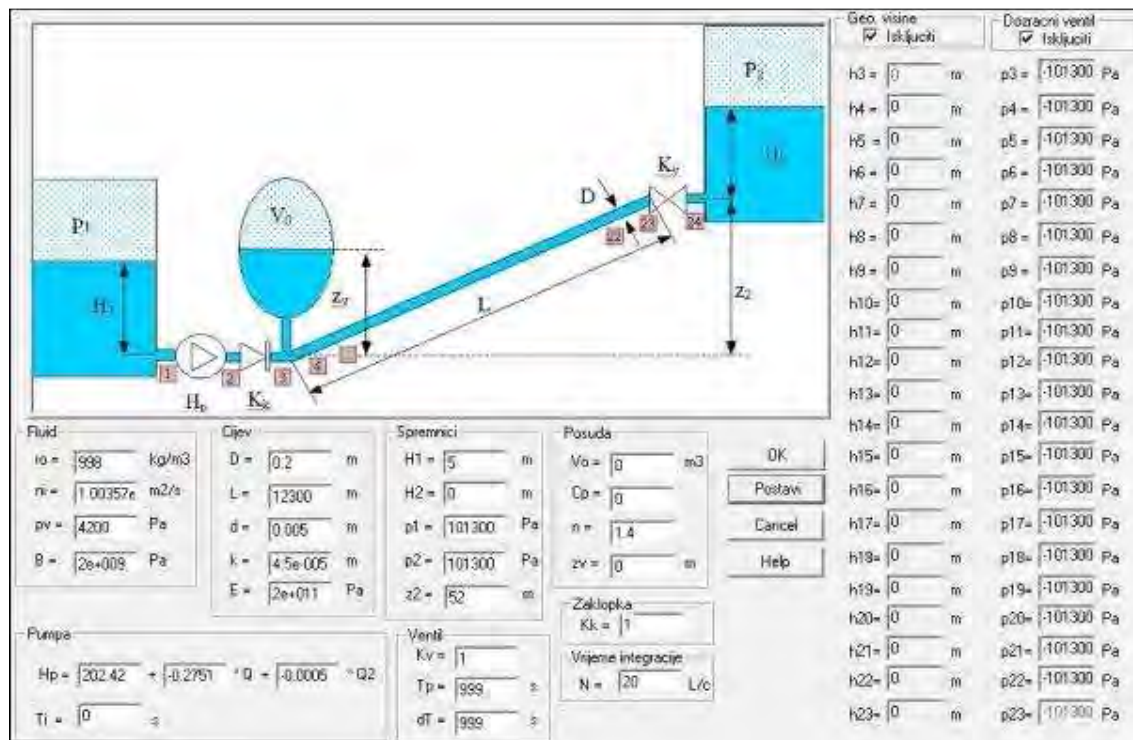 Geo. visine
Iskljuciti
Dozracni ventil
Iskljuciti
P1
H1
Vo
zv
L
D
Kv
P2
z2
1
2
3
4
22
23
24
Hp
Kk
h3 = 0 m
h4 = 0 m
h5 = 0 m
h6 = 0 m
h7 = 0 m
h8 = 0 m
h9 = 0 m
h10= 0 m
h11= 0 m
h12= 0 m
h13= 0 m
h14= 0 m
h15= 0 m
h16= 0 m
h17= 0 m
h18= 0 m
h19= 0 m
h20= 0 m
h21= 0 m
h22= 0 m
h23= 0 m
p3 = -101300 Pa
p4 = -101300 Pa
p5 = -101300 Pa
p6 = -101300 Pa
p7 = -101300 Pa
p8 = -101300 Pa
p9 = -101300 Pa
p10= -101300 Pa
p11= -101300 Pa
p12= -101300 Pa
p13= -101300 Pa
p14= -101300 Pa
p15= -101300 Pa
p16= -101300 Pa
p17= -101300 Pa
p18= -101300 Pa
p19= -101300 Pa
p20= -101300 Pa
p21= -101300 Pa
p22= -101300 Pa
p23= -101300 Pa
Fluid
ro = 998 kg/m3
ni = 1.00357e m2/s
pv = 4200 Pa
B = 2e+009 Pa
Cijev
D = 0.2 m
L = 12300 m
d = 0.005 m
k = 4.5e-005 m
E = 2e+011 Pa
Spremnici
H1 = 5 m
H2 = 0 m
p1 = 101300 Pa
p2 = 101300 Pa
z2 = 52 m
Posuda
Vo = 0 m3
Cp = 0
n = 1.4
zv = 0 m
OK
Postavi
Cancel
Help
Zaklopka
Kk = 1
Pumpa
Hp = 202.42 + -0.2751 *Q + -0.0005 *Q2
Ti = 0 s
Ventil
Kv = 1
Tp = 999 s
dT = 999 s
Vrijeme integracije
N = 20 L/c